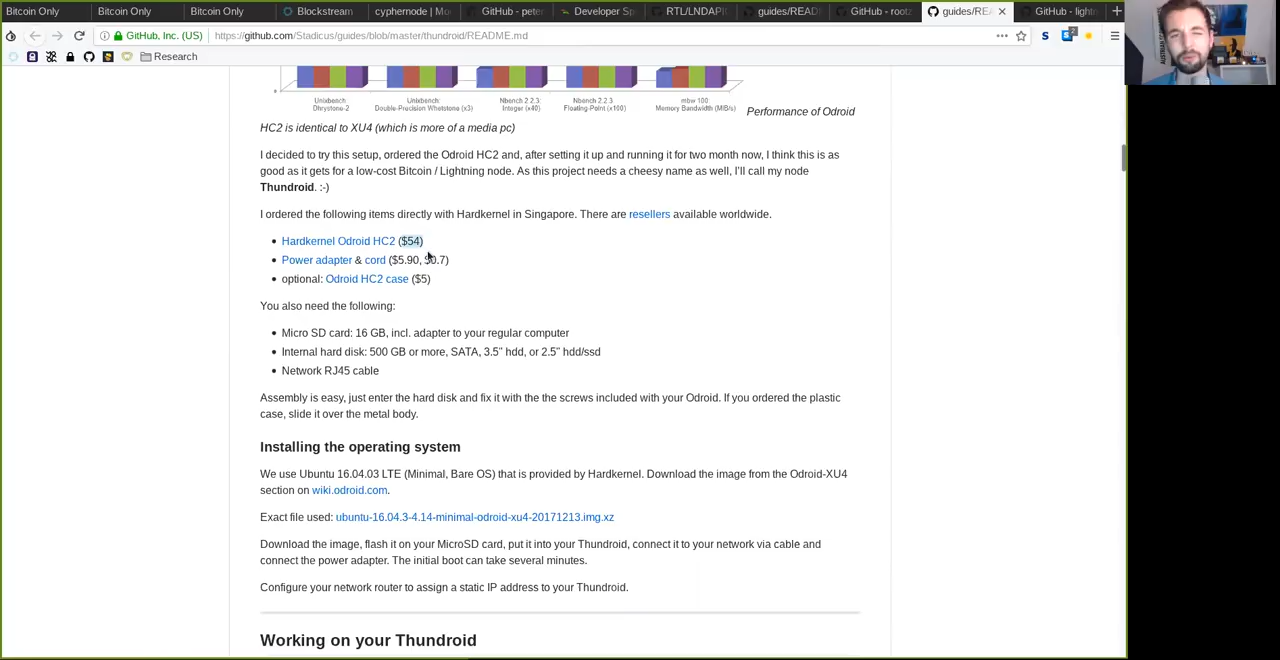 Bitcoin Only
Bitcoin Only
Bitcoin Only
Blockstream
cyphernode | Mo
GitHub - peter
Developer Sp
RTL/LNDAPI
guides/READ
GitHub - rootz
guides/REA
GitHub - lightn
GitHub, Inc. (US)
https://github.com/Stadicus/guides/blob/master/thundroid/README.md
Research
Unixbench: Unixbench: Nbench 2.2.3: Nbench 2.2.3 mbw 100:
Dhrystone-2 Double-Precision Whetstone (x3) Integer (x40) Floating-Point (x100) Memory Bandwidth (MiB/s)
Performance of Odroid
HC2 is identical to XU4 (which is more of a media pc)
I decided to try this setup, ordered the Odroid HC2 and, after setting it up and running it for two month now, I think this is as
good as it gets for a low-cost Bitcoin / Lightning node. As this project needs a cheesy name as well, I'll call my node
Thundroid. :-)
I ordered the following items directly with Hardkernel in Singapore. There are resellers available worldwide.
• Hardkernel Odroid HC2 ($54)
• Power adapter & cord ($5.90, $0.7)
• optional: Odroid HC2 case ($5)
You also need the following:
• Micro SD card: 16 GB, incl. adapter to your regular computer
• Internal hard disk: 500 GB or more, SATA, 3.5" hdd, or 2.5" hdd/ssd
• Network RJ45 cable
Assembly is easy, just enter the hard disk and fix it with the the screws included with your Odroid. If you ordered the plastic
case, slide it over the metal body.
Installing the operating system
We use Ubuntu 16.04.03 LTE (Minimal, Bare OS) that is provided by Hardkernel. Download the image from the Odroid-XU4
section on wiki.odroid.com.
Exact file used: ubuntu-16.04.3-4.14-minimal-odroid-xu4-20171213.img.xz
Download the image, flash it on your MicroSD card, put it into your Thundroid, connect it to your network via cable and
connect the power adapter. The initial boot can take several minutes.
Configure your network router to assign a static IP address to your Thundroid.
Working on your Thundroid